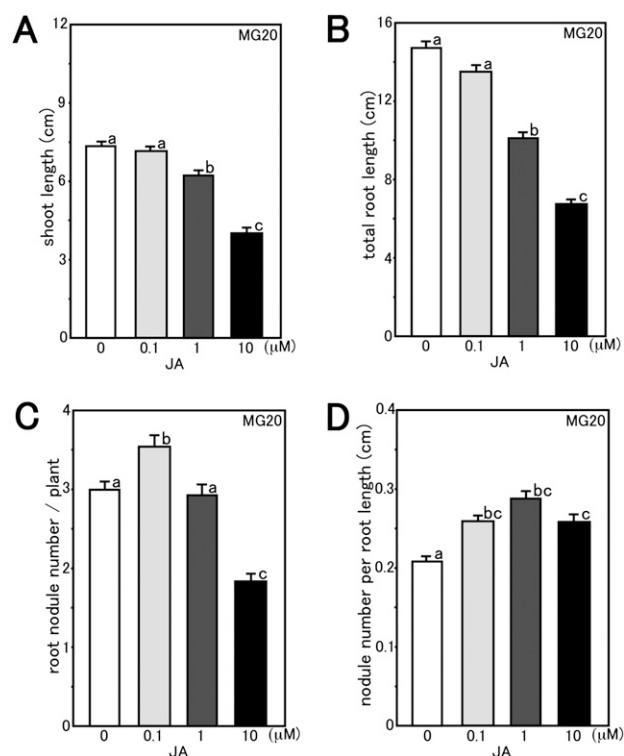 A
MG20
shoot length (cm)
12
9
6
3
0
a
a
b
c
0 0.1 1 10 (μM)
JA
B
MG20
total root length (cm)
16
12
8
4
0
a
a
b
c
0 0.1 1 10 (μM)
JA
C
MG20
root nodule number / plant
4
3
2
1
0
a
b
a
c
0 0.1 1 10 (μM)
JA
D
MG20
nodule number per root length (cm)
0.4
0.3
0.2
0.1
0
a
bc
bc
c
0 0.1 1 10 (μM)
JA